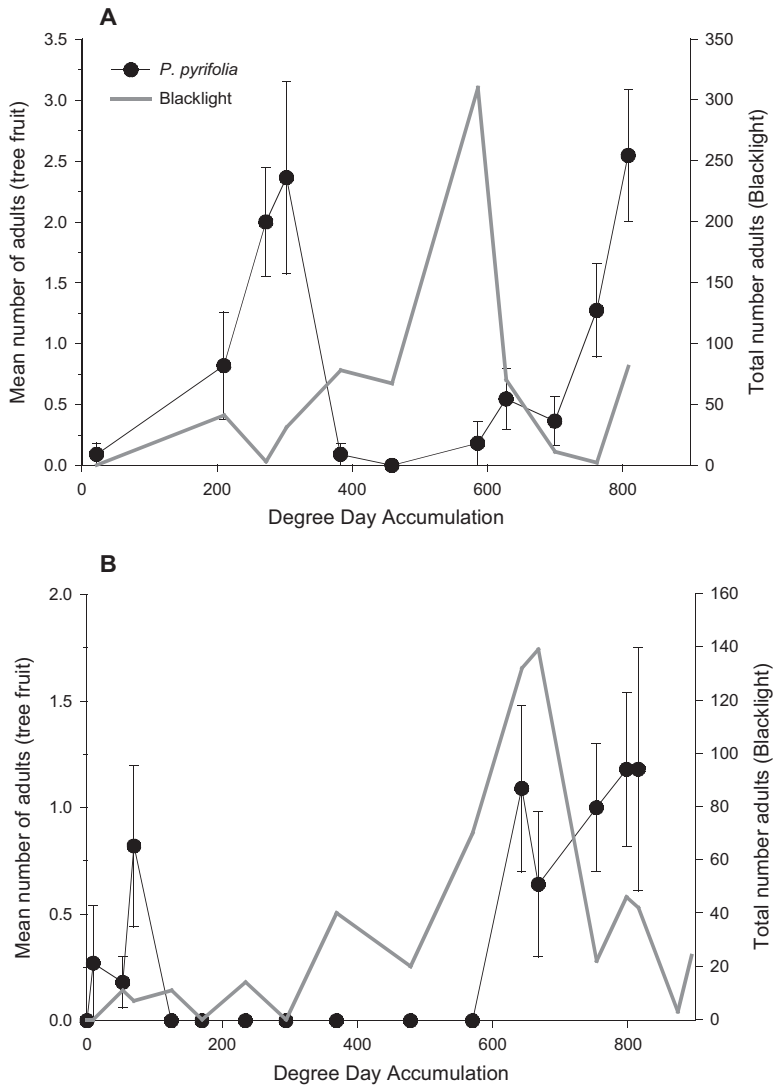 A
3.5
3.0
2.5
2.0
1.5
1.0
0.5
0.0
Mean number of adults (tree fruit)
P. pyrifolia
Blacklight
350
300
250
200
150
100
50
0
Total number adults (Blacklight)
0 200 400 600 800
Degree Day Accumulation
B
2.0
1.5
1.0
0.5
0.0
Mean number of adults (tree fruit)
160
140
120
100
80
60
40
20
0
Total number adults (Blacklight)
0 200 400 600 800
Degree Day Accumulation